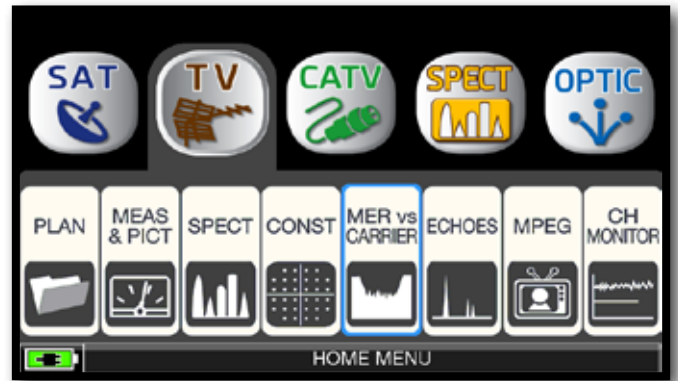 SAT TV CATV SPECT OPTIC
PLAN
MEAS
& PICT
SPECT
CONST
MER vs
CARRIER
ECHOES
MPEG
CH
MONITOR
HOME MENU